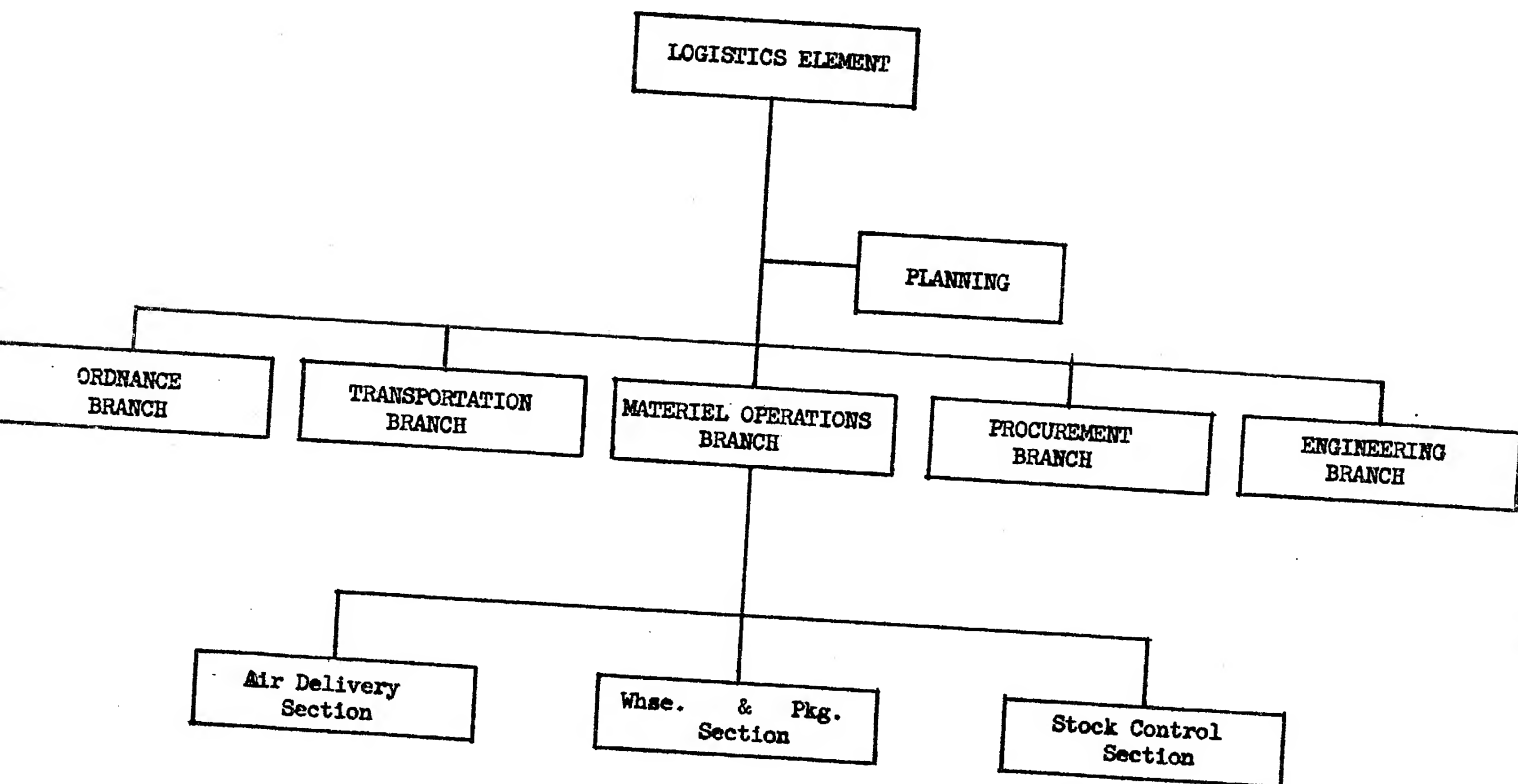 LOGISTICS ELEMENT
PLANNING
ORDNANCE
BRANCH
TRANSPORTATION
BRANCH
MATERIEL OPERATIONS
BRANCH
PROCUREMENT
BRANCH
ENGINEERING
BRANCH
Air Delivery
Section
Whse. & Pkg.
Section
Stock Control
Section